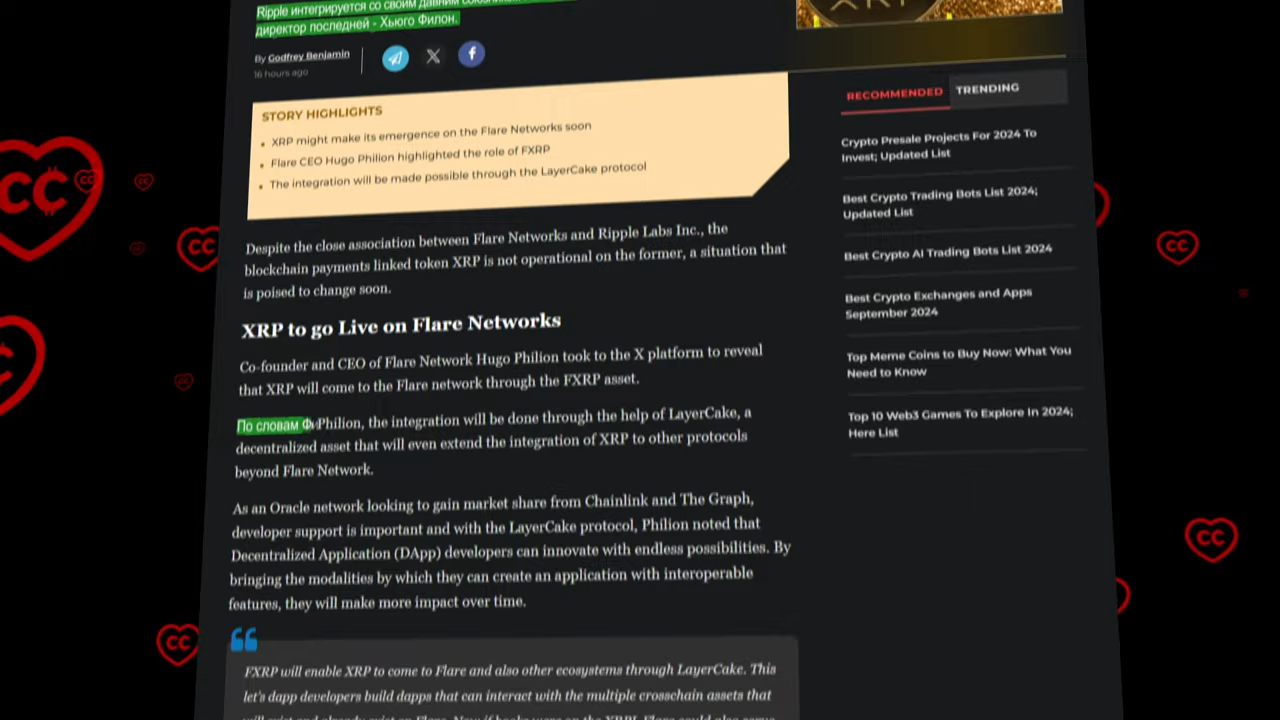 Ripple интегрируется со своим давним
директор последней - Хьюго Филон.
By Godfrey Benjamin
16 hours ago
STORY HIGHLIGHTS
XRP might make its emergence on the Flare Networks soon
Flare CEO Hugo Philion highlighted the role of FXRP
The integration will be made possible through the LayerCake protocol
Despite the close association between Flare Networks and Ripple Labs Inc., the
blockchain payments linked token XRP is not operational on the former, a situation that
is poised to change soon.
XRP to go Live on Flare Networks
Co-founder and CEO of Flare Network Hugo Philion took to the X platform to reveal
that XRP will come to the Flare network through the FXRP asset.
По словам Philion, the integration will be done through the help of LayerCake, a
decentralized asset that will even extend the integration of XRP to other protocols
beyond Flare Network.
As an Oracle network looking to gain market share from Chainlink and The Graph,
developer support is important and with the LayerCake protocol, Philion noted that
Decentralized Application (DApp) developers can innovate with endless possibilities. By
bringing the modalities by which they can create an application with interoperable
features, they will make more impact over time.
FXRP will enable XRP to come to Flare and also other ecosystems through LayerCake. This
let's dapp developers build dapps that can interact with the multiple crosschain assets that
XRP
RECOMMENDED TRENDING
Crypto Presale Projects For 2024 To
Invest; Updated List
Best Crypto Trading Bots List 2024;
Updated List
Best Crypto AI Trading Bots List 2024
Best Crypto Exchanges and Apps
September 2024
Top Meme Coins to Buy Now: What You
Need to Know
Top 10 Web3 Games To Explore In 2024;
Here List
CC
CC
CC
CC
CC
CC
CC